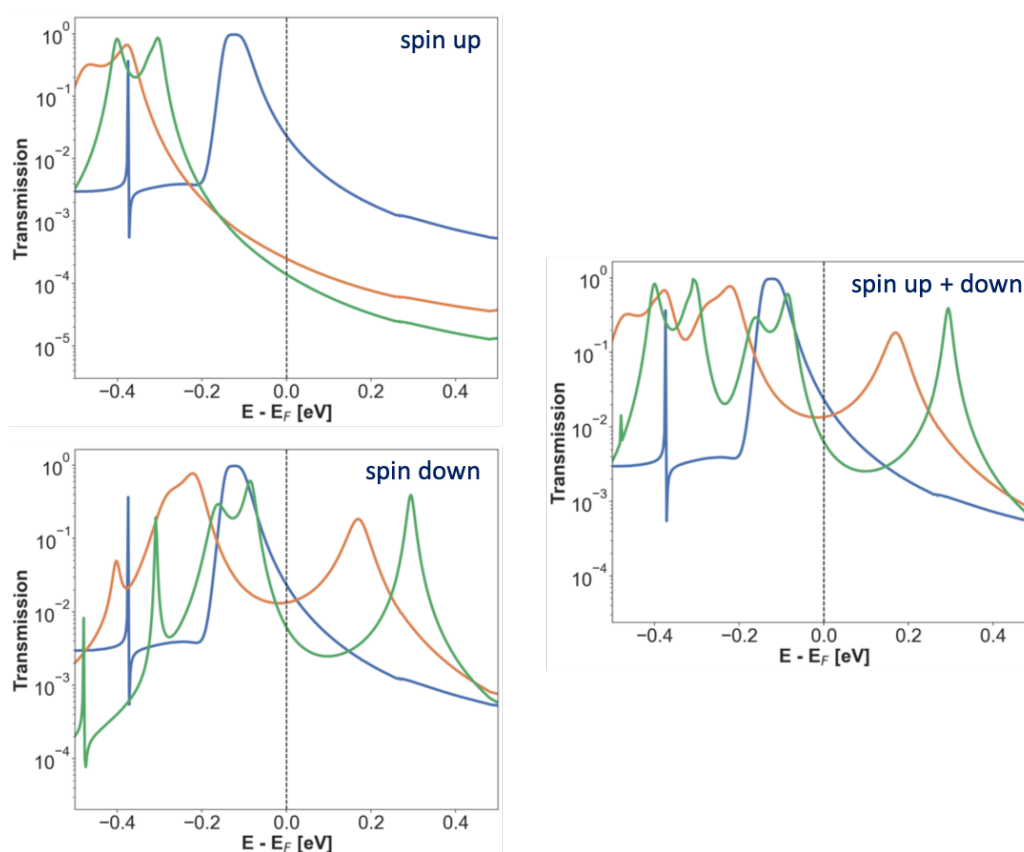 spin up
Transmission
10⁰
10⁻¹
10⁻²
10⁻³
10⁻⁴
10⁻⁵
−0.4 −0.2 0.0 0.2 0.4
E - E_F [eV]
spin down
Transmission
10⁰
10⁻¹
10⁻²
10⁻³
10⁻⁴
−0.4 −0.2 0.0 0.2 0.4
E - E_F [eV]
spin up + down
Transmission
10⁰
10⁻¹
10⁻²
10⁻³
10⁻⁴
−0.4 −0.2 0.0 0.2 0.4
E - E_F [eV]